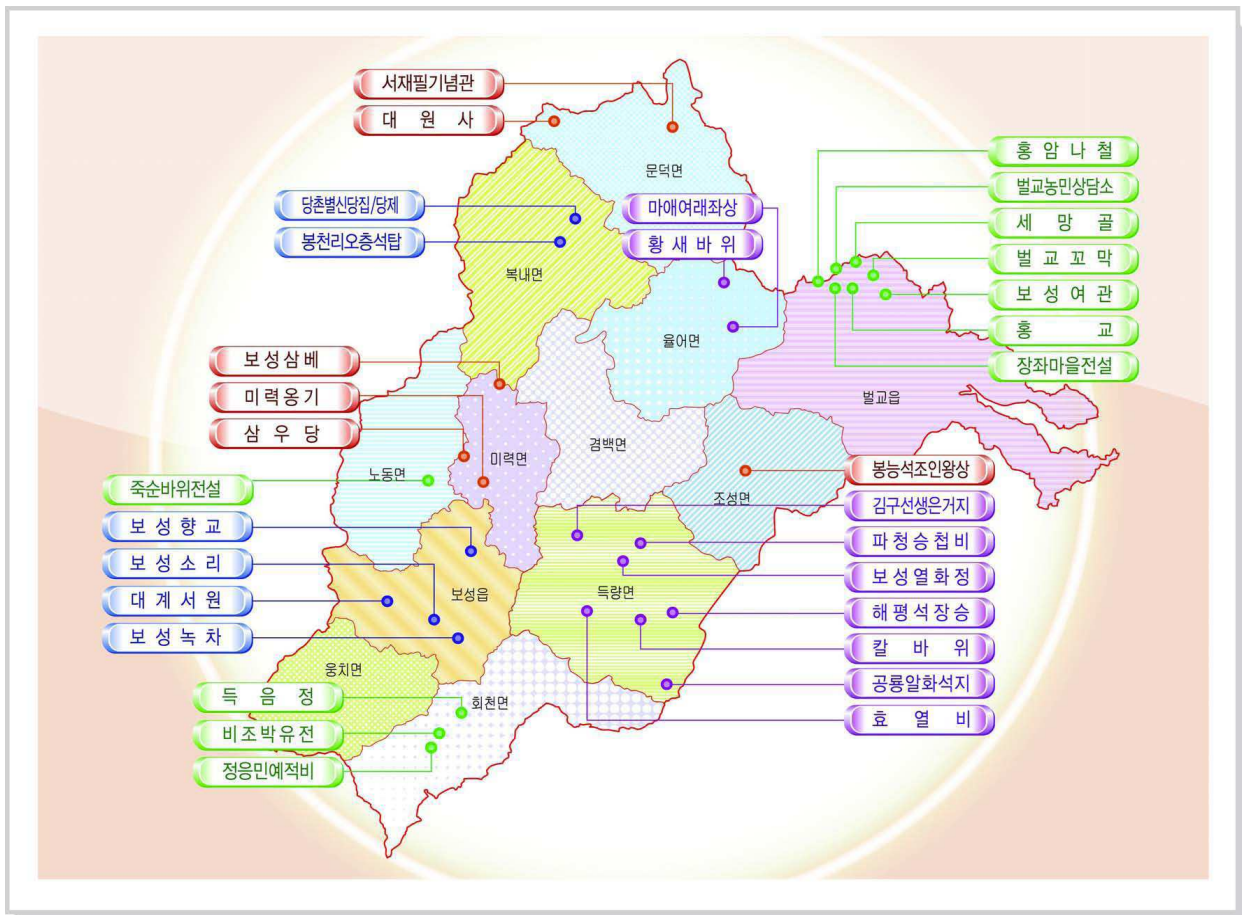 서재필기념관
대원사
홍암나철
문덕면
벌교농민상담소
당촌별신당집/당제
마애여래좌상
세망골
봉천리오층석탑
황새바위
벌교꼬막
복내면
보성여관
홍교
율어면
보성삼베
장좌마을전설
미력옹기
벌교읍
삼우당
겸백면
미력면
노동면
봉능석조인왕상
조성면
죽순바위전설
김구선생은거지
보성향교
파청승첩비
보성소리
보성열화정
보성읍
득량면
대계서원
해평석장승
보성녹차
칼바위
웅치면
회천면
공룡알화석지
득음정
효열비
비조박유전
정응민예적비